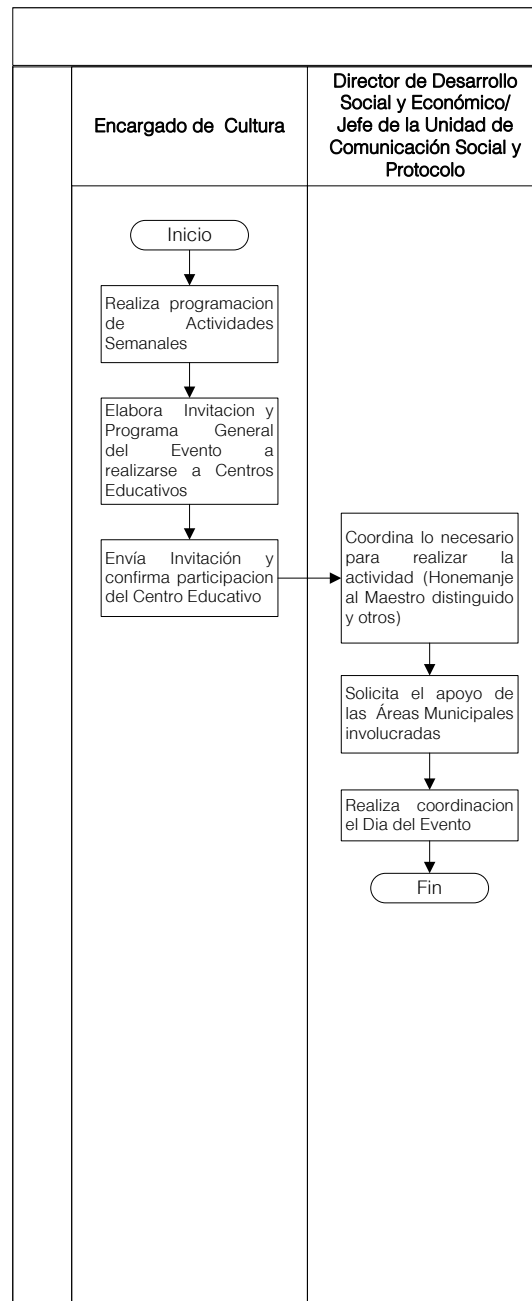 Encargado de Cultura
Director de Desarrollo
Social y Económico/
Jefe de la Unidad de
Comunicación Social y
Protocolo
Inicio
Realiza programacion
de Actividades
Semanales
Elabora Invitacion y
Programa General
del Evento a
realizarse a Centros
Educativos
Envía Invitación y
confirma participacion
del Centro Educativo
Coordina lo necesario
para realizar la
actividad (Honemanje
al Maestro distinguido
y otros)
Solicita el apoyo de
las Áreas Municipales
involucradas
Realiza coordinacion
el Dia del Evento
Fin